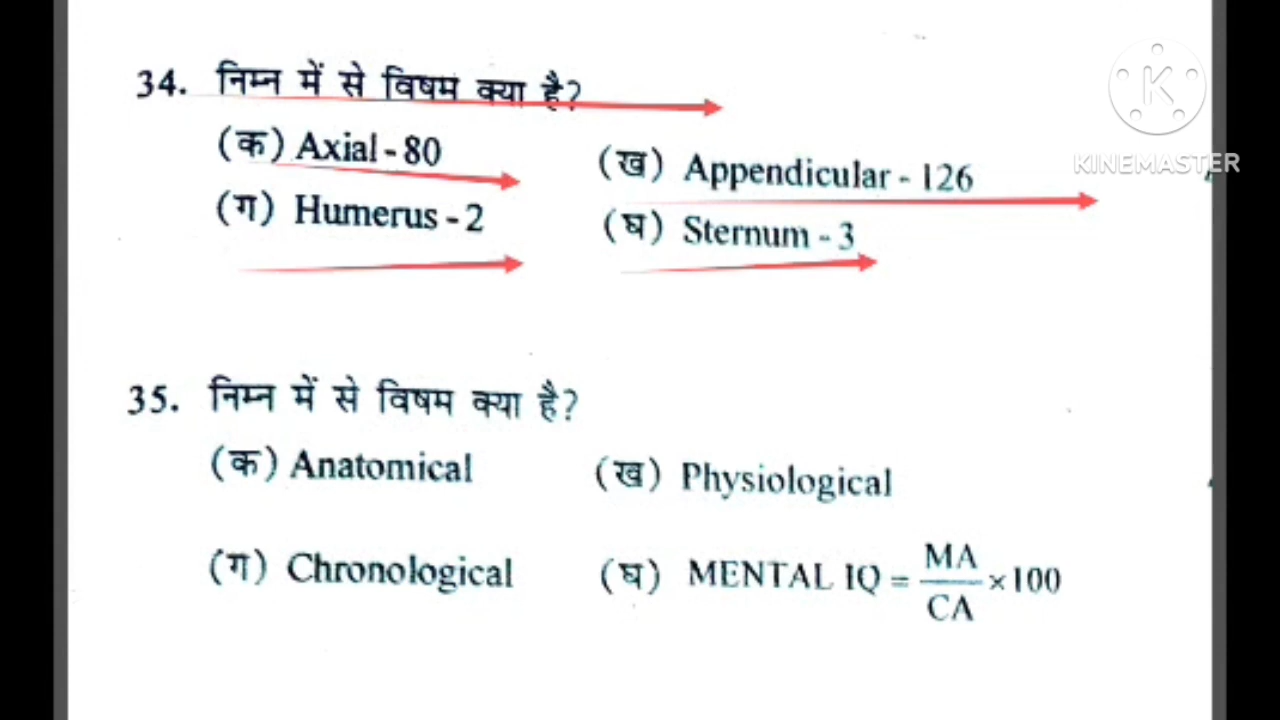 34. निम्न में से विषम क्या है?
(क) Axial - 80 (ख) Appendicular - 126
(ग) Humerus - 2 (घ) Sternum - 3
K
KINEMASTER
35. निम्न में से विषम क्या है?
(क) Anatomical (ख) Physiological
(ग) Chronological (घ) MENTAL IQ = MA/CA ×100